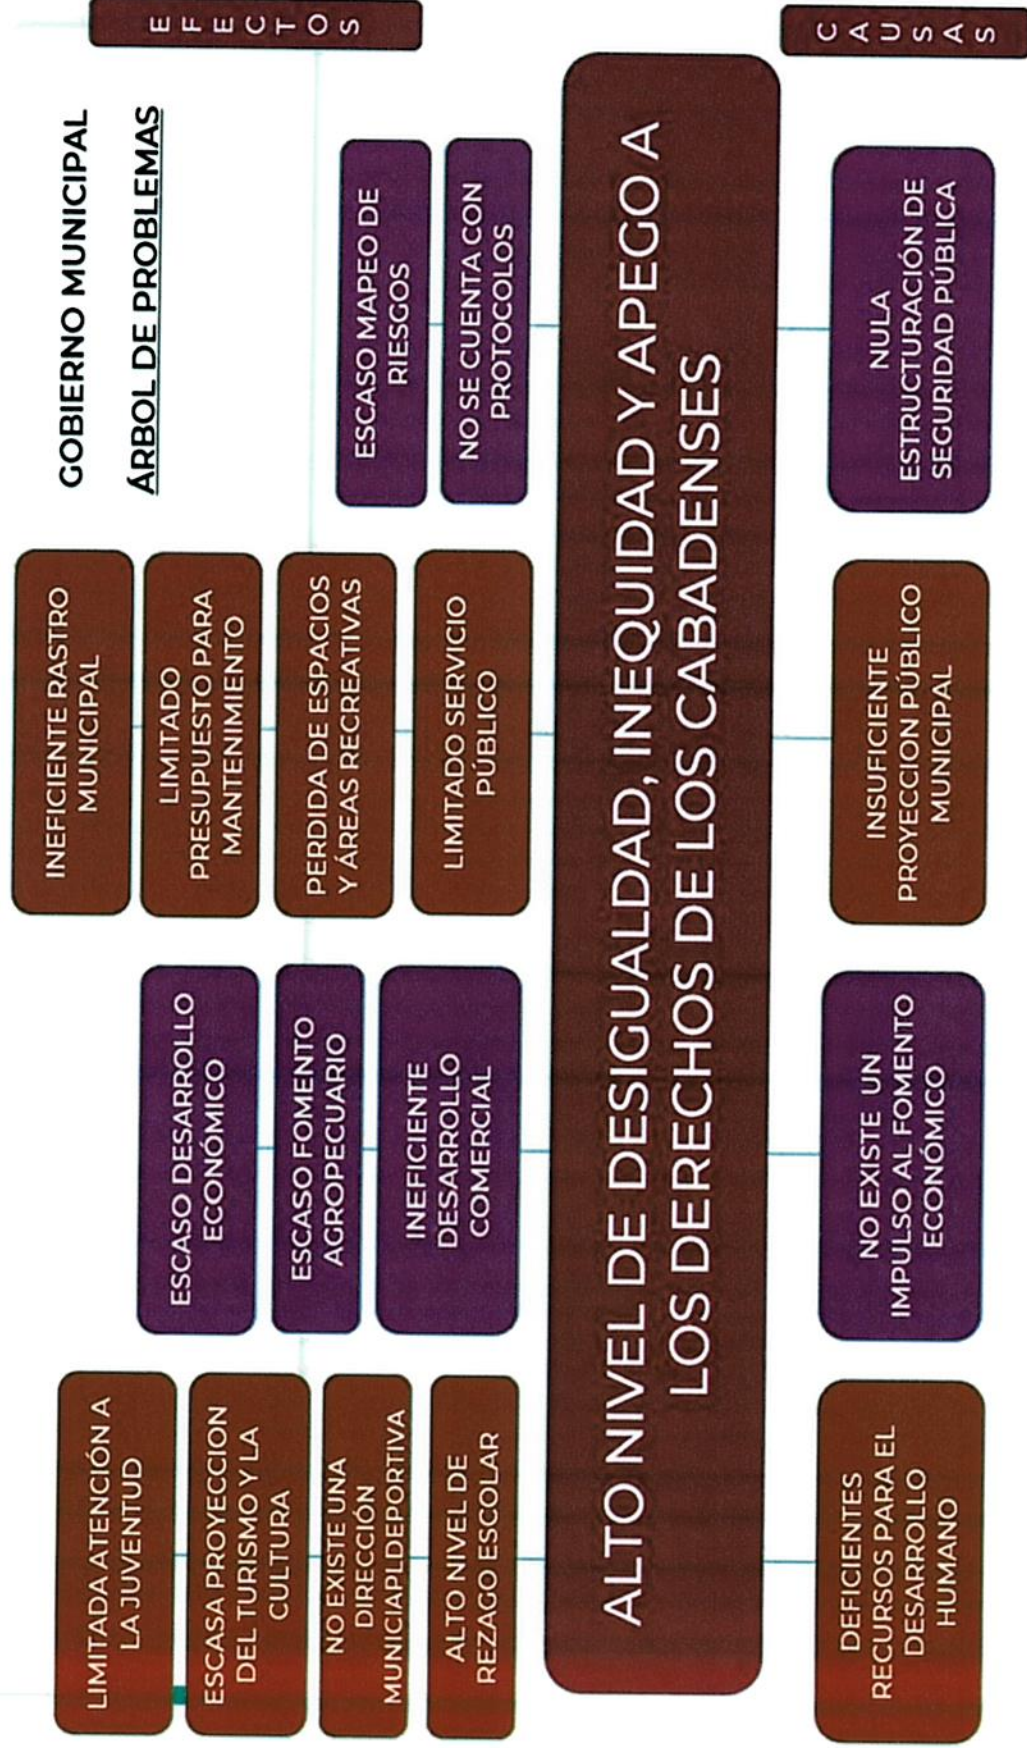 GOBIERNO MUNICIPAL
ÁRBOL DE PROBLEMAS
EFECTOS
LIMITADA ATENCIÓN A
LA JUVENTUD
ESCASA PROYECCION
DEL TURISMO Y LA
CULTURA
NO EXISTE UNA
DIRECCIÓN
MUNICIAPLDEPORTIVA
ALTO NIVEL DE
REZAGO ESCOLAR
ESCASO DESARROLLO
ECONÓMICO
ESCASO FOMENTO
AGROPECUARIO
INEFICIENTE
DESARROLLO
COMERCIAL
INEFICIENTE RASTRO
MUNICIPAL
LIMITADO
PRESUPUESTO PARA
MANTENIMIENTO
PERDIDA DE ESPACIOS
Y ÁREAS RECREATIVAS
LIMITADO SERVICIO
PÚBLICO
ESCASO MAPEO DE
RIESGOS
NO SE CUENTA CON
PROTOCOLOS
ALTO NIVEL DE DESIGUALDAD, INEQUIDAD Y APEGO A
LOS DERECHOS DE LOS CABADENSES
DEFICIENTES
RECURSOS PARA EL
DESARROLLO
HUMANO
NO EXISTE UN
IMPULSO AL FOMENTO
ECONÓMICO
INSUFICIENTE
PROYECCION PÚBLICO
MUNICIPAL
NULA
ESTRUCTURACIÓN DE
SEGURIDAD PÚBLICA
CAUSAS